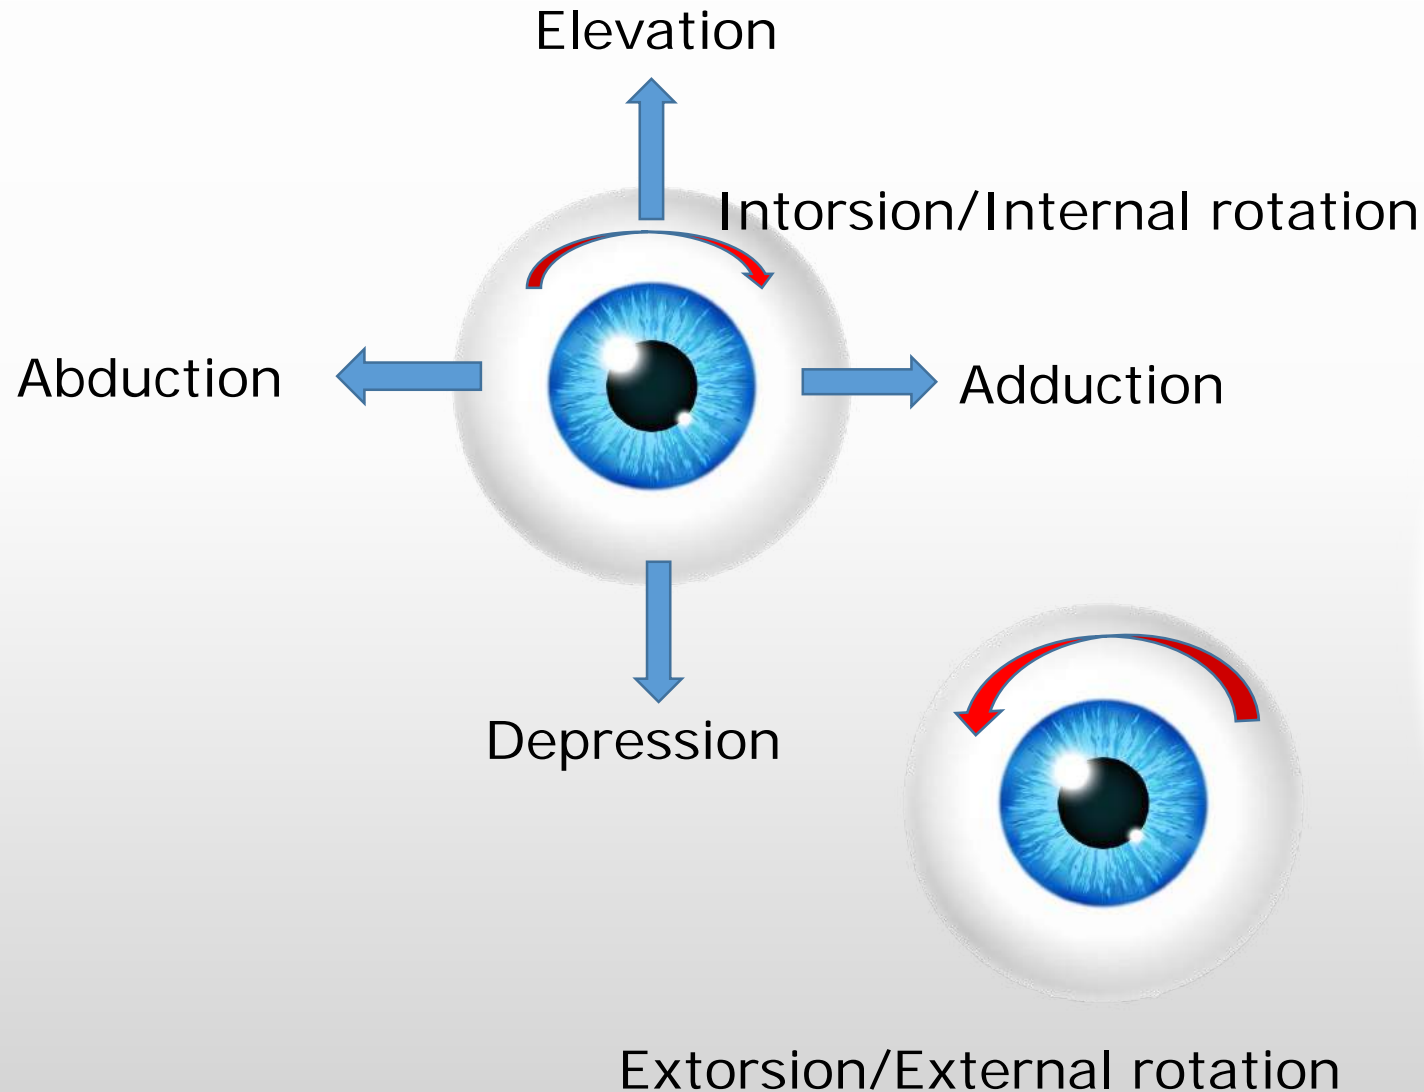 Elevation
Intorsion/Internal rotation
Abduction
Adduction
Depression
Extorsion/External rotation